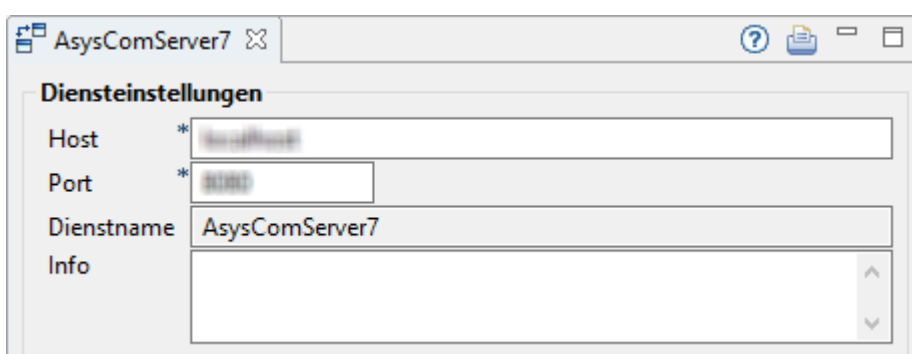 AsysComServer7
Diensteinstellungen
Host *
Port *
Dienstname AsysComServer7
Info